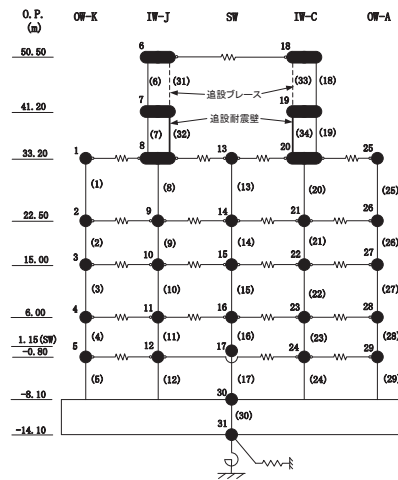 O.P. OW-K IW-J SW IW-C OW-A
(m)
50.50 6 18
(6) (31) (33) (18)
追設ブレース
41.20 7 19
追設耐震壁
(7) (32) (34) (19)
33.20 1 8 13 20 25
(1) (8) (13) (20) (25)
22.50 2 9 14 21 26
(2) (9) (14) (21) (26)
15.00 3 10 15 22 27
(3) (10) (15) (22) (27)
6.00 4 11 16 23 28
(4) (11) (16) (23) (28)
1.15(SW) 17
-0.80 5 12 24 29
(5) (12) (17) (24) (29)
-8.10 30
(30)
-14.10 31